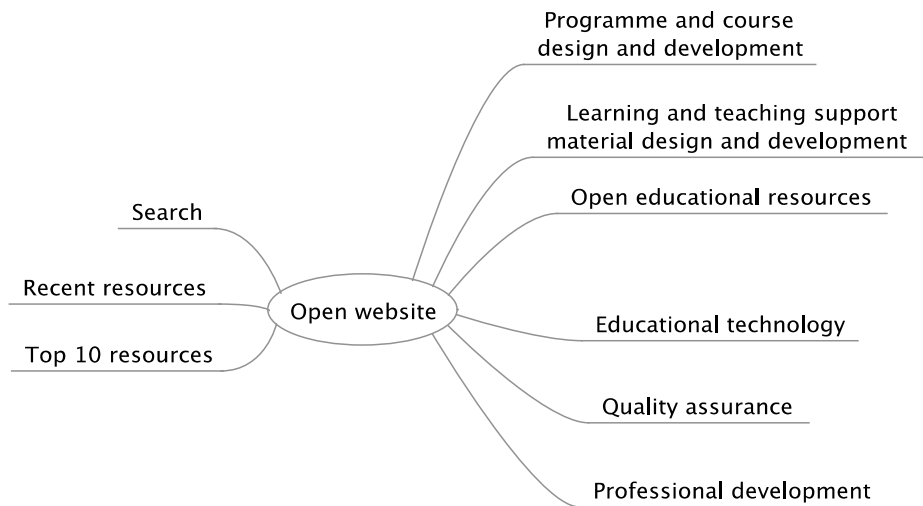 Programme and course
design and development
Learning and teaching support
material design and development
Open educational resources
Search
Recent resources
Open website
Educational technology
Top 10 resources
Quality assurance
Professional development